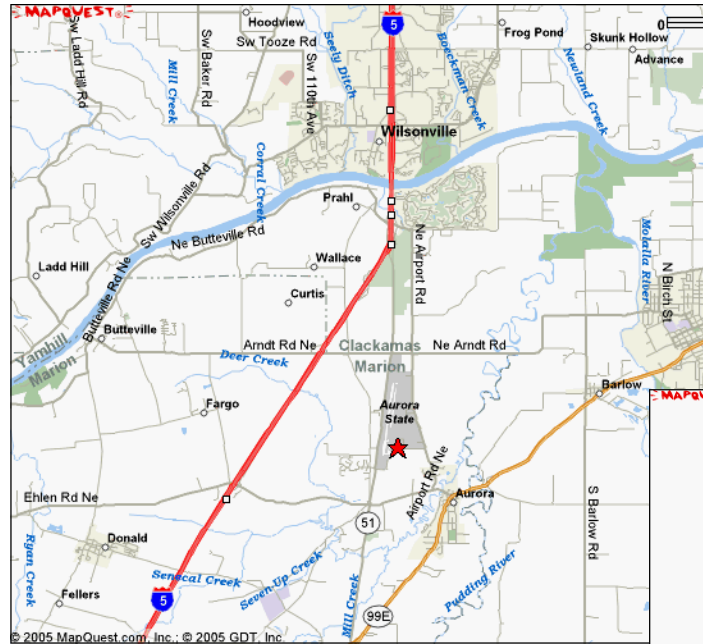 MAPQUEST®
Hoodview
5
Frog Pond
0
Skunk Hollow
Advance
Sw Tooze Rd
Sw Ladd Hill Rd
Mill Creek
Sw Baker Rd
Sw 110th Ave
Seely Ditch
Boeckman Creek
Newland Creek
Wilsonville
Corral Creek
Sw Wilsonville Rd
Prahl
Ne Butteville Rd
Ladd Hill
Wallace
Ne Airport Rd
Molalla River
N Birch St
Curtis
Butteville Rd Ne
Butteville
Yamhill
Marion
Arndt Rd Ne
Clackamas
Marion
Ne Arndt Rd
Deer Creek
Fargo
Aurora
State
Barlow
MAPQU
Ehlen Rd Ne
Airport Rd Ne
Aurora
51
S Barlow Rd
Donald
Ryan Creek
Senecal Creek
Seven-Up Creek
Mill Creek
Pudding River
Fellers
5
99E
© 2005 MapQuest.com, Inc.; © 2005 GDT, Inc.